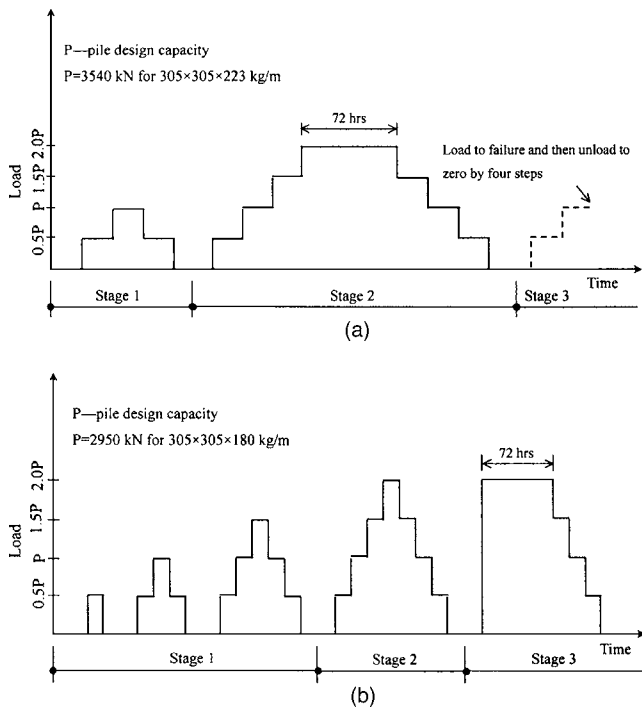 P—pile design capacity
P=3540 kN for 305×305×223 kg/m
72 hrs
Load to failure and then unload to
zero by four steps
Load
2.0P
1.5P
P
0.5P
Time
Stage 1
Stage 2
Stage 3
(a)
P—pile design capacity
P=2950 kN for 305×305×180 kg/m
72 hrs
Load
2.0P
1.5P
P
0.5P
Time
Stage 1
Stage 2
Stage 3
(b)